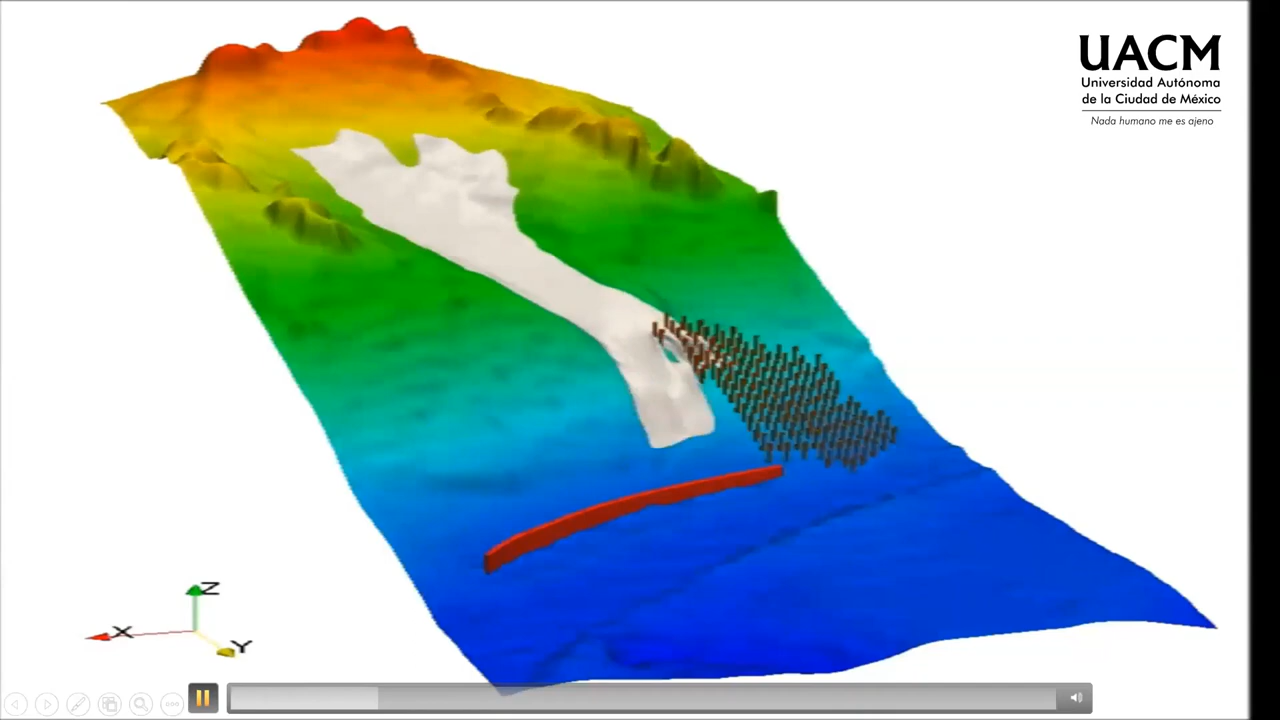 UACM
Universidad Autónoma
de la Ciudad de México
Nada humano me es ajeno
Z
X
Y